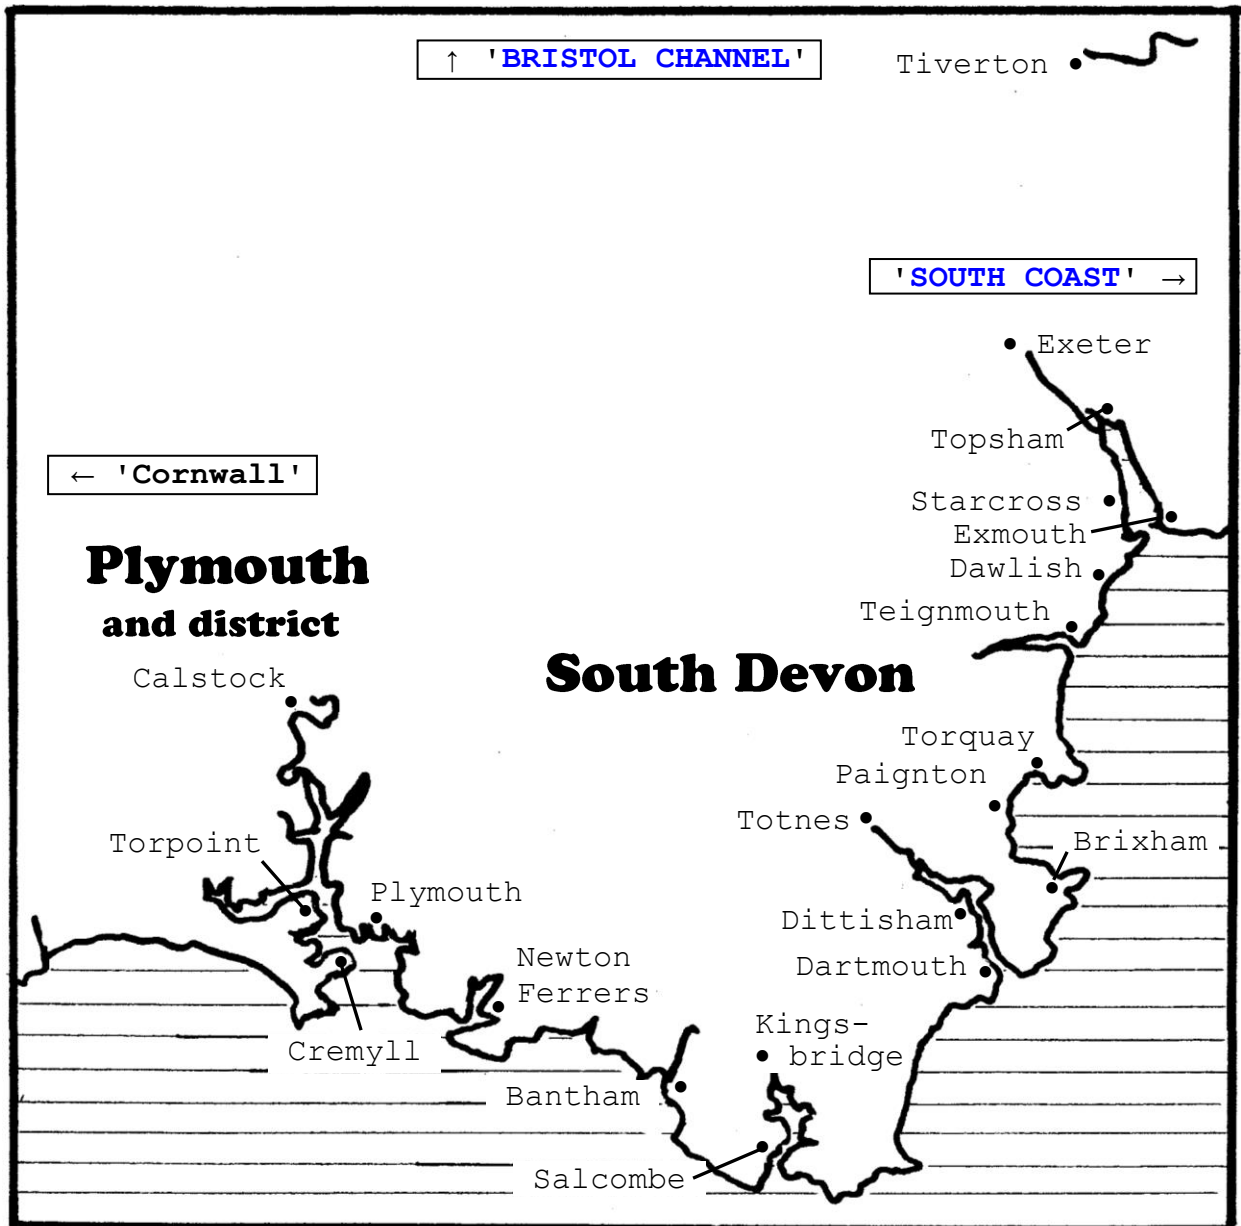 ↑ 'BRISTOL CHANNEL'
Tiverton
'SOUTH COAST' →
Exeter
Topsham
← 'Cornwall'
Starcross
Exmouth
Plymouth
and district
Dawlish
Teignmouth
South Devon
Calstock
Torquay
Paignton
Totnes
Brixham
Torpoint
Plymouth
Dittisham
Newton
Ferrers
Dartmouth
Kings-
bridge
Cremyll
Bantham
Salcombe